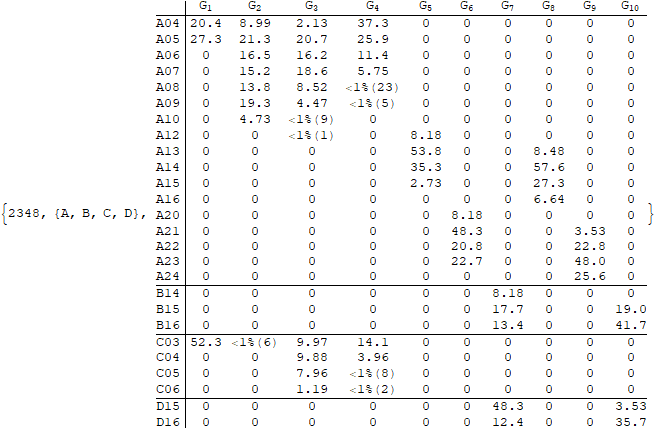 G1 G2 G3 G4 G5 G6 G7 G8 G9 G10
A04 20.4 8.99 2.13 37.3 0 0 0 0 0 0
A05 27.3 21.3 20.7 25.9 0 0 0 0 0 0
A06 0 16.5 16.2 11.4 0 0 0 0 0 0
A07 0 15.2 18.6 5.75 0 0 0 0 0 0
A08 0 13.8 8.52 <1%(23) 0 0 0 0 0 0
A09 0 19.3 4.47 <1%(5) 0 0 0 0 0 0
A10 0 4.73 <1%(9) 0 0 0 0 0 0 0
A12 0 0 <1%(1) 0 8.18 0 0 0 0 0
A13 0 0 0 0 53.8 0 0 8.48 0 0
A14 0 0 0 0 35.3 0 0 57.6 0 0
A15 0 0 0 0 2.73 0 0 27.3 0 0
A16 0 0 0 0 0 0 0 6.64 0 0
{2348, {A, B, C, D}, A20 0 0 0 0 0 8.18 0 0 0 0 }
A21 0 0 0 0 0 48.3 0 0 3.53 0
A22 0 0 0 0 0 20.8 0 0 22.8 0
A23 0 0 0 0 0 22.7 0 0 48.0 0
A24 0 0 0 0 0 0 0 0 25.6 0
B14 0 0 0 0 0 0 8.18 0 0 0
B15 0 0 0 0 0 0 17.7 0 0 19.0
B16 0 0 0 0 0 0 13.4 0 0 41.7
C03 52.3 <1%(6) 9.97 14.1 0 0 0 0 0 0
C04 0 0 9.88 3.96 0 0 0 0 0 0
C05 0 0 7.96 <1%(8) 0 0 0 0 0 0
C06 0 0 1.19 <1%(2) 0 0 0 0 0 0
D15 0 0 0 0 0 0 48.3 0 0 3.53
D16 0 0 0 0 0 0 12.4 0 0 35.7